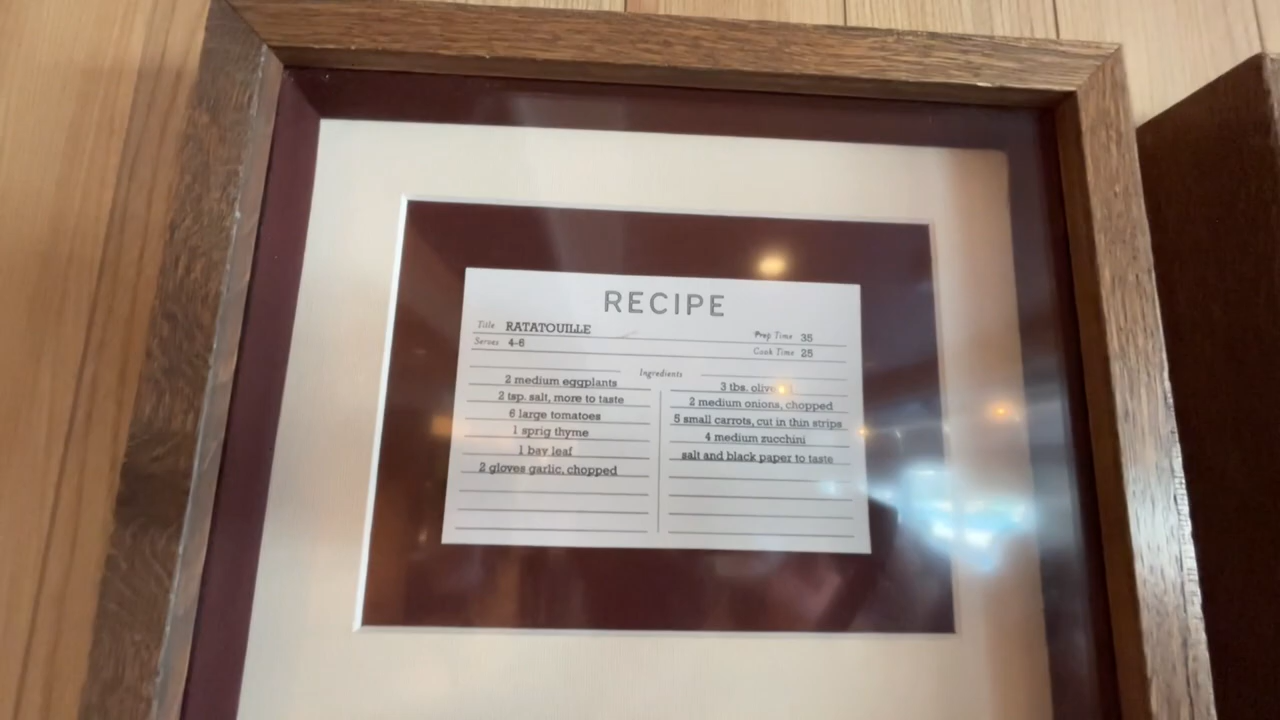 RECIPE
Title RATATOUILLE
Prep Time 35
Serves 4-6
Cook Time 25
Ingredients
2 medium eggplants
2 tsp. salt, more to taste
6 large tomatoes
1 sprig thyme
1 bay leaf
2 gloves garlic, chopped
3 tbs. olive
2 medium onions, chopped
5 small carrots, cut in thin strips
4 medium zucchini
salt and black paper to taste